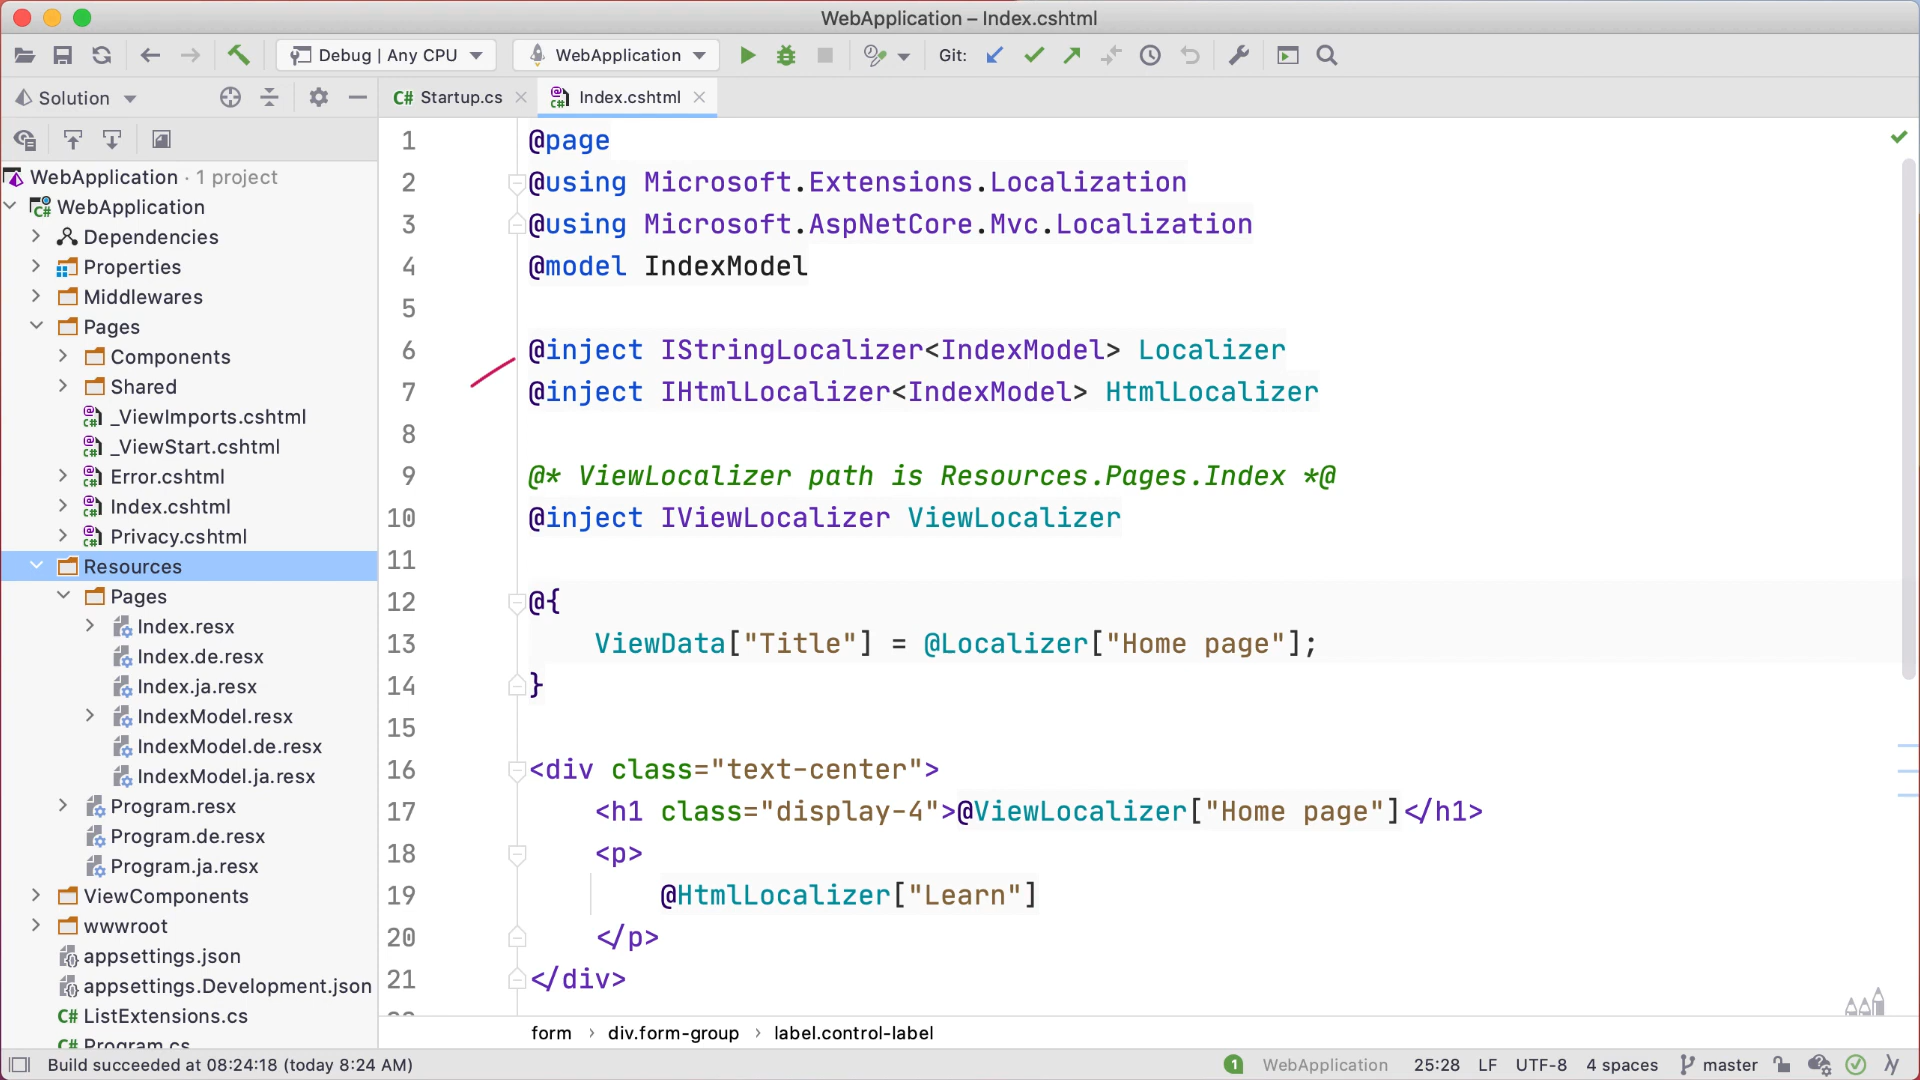 WebApplication – Index.cshtml
Debug | Any CPU
WebApplication
Git:
Solution
C# Startup.cs
Index.cshtml
WebApplication · 1 project
WebApplication
Dependencies
Properties
Middlewares
Pages
Components
Shared
_ViewImports.cshtml
_ViewStart.cshtml
Error.cshtml
Index.cshtml
Privacy.cshtml
Resources
Pages
Index.resx
Index.de.resx
Index.ja.resx
IndexModel.resx
IndexModel.de.resx
IndexModel.ja.resx
Program.resx
Program.de.resx
Program.ja.resx
ViewComponents
wwwroot
appsettings.json
appsettings.Development.json
C# ListExtensions.cs
C# Program.cs
1 @page
2 @using Microsoft.Extensions.Localization
3 @using Microsoft.AspNetCore.Mvc.Localization
4 @model IndexModel
5
6 @inject IStringLocalizer<IndexModel> Localizer
7 @inject IHtmlLocalizer<IndexModel> HtmlLocalizer
8
9 @* ViewLocalizer path is Resources.Pages.Index *@
10 @inject IViewLocalizer ViewLocalizer
11
12 @{
13 ViewData["Title"] = @Localizer["Home page"];
14 }
15
16 <div class="text-center">
17 <h1 class="display-4">@ViewLocalizer["Home page"]</h1>
18 <p>
19 @HtmlLocalizer["Learn"]
20 </p>
21 </div>
form › div.form-group › label.control-label
Build succeeded at 08:24:18 (today 8:24 AM)
1 WebApplication 25:28 LF UTF-8 4 spaces master